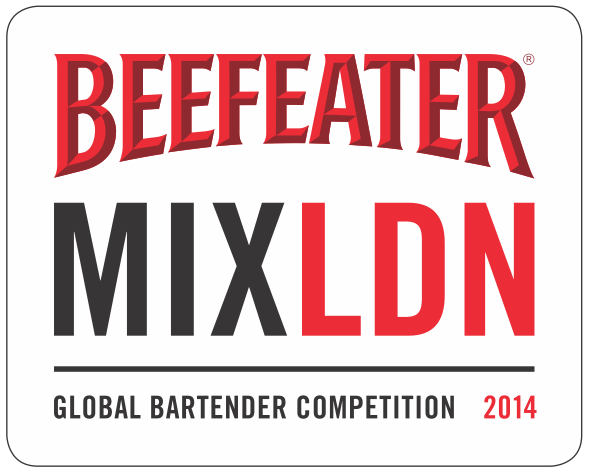 BEEFEATER®
MIXLDN
GLOBAL BARTENDER COMPETITION 2014